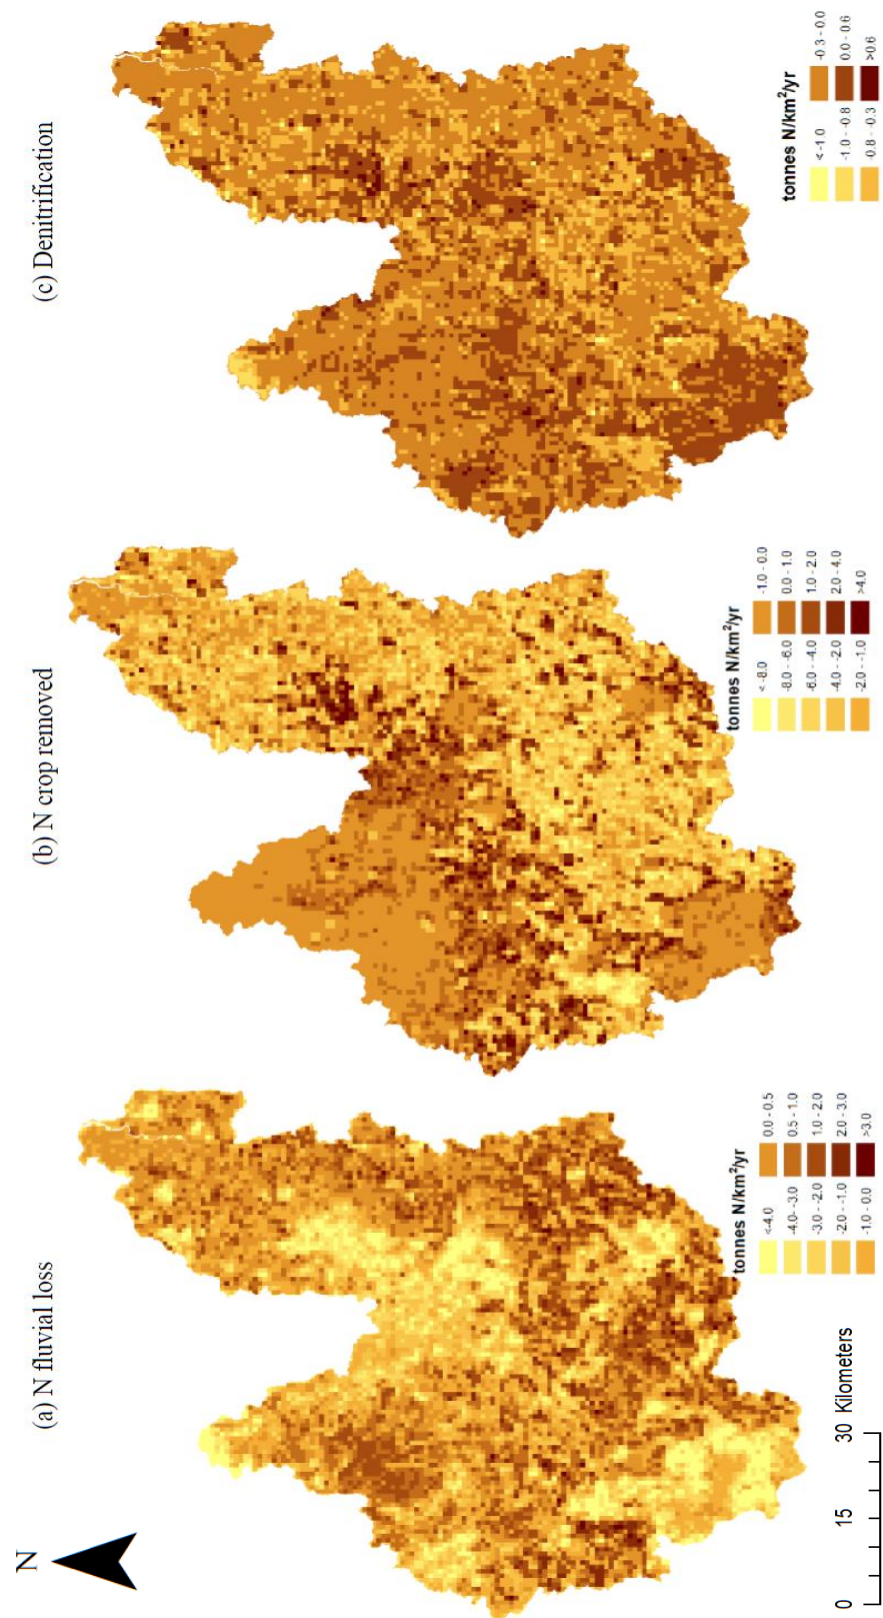 N
(a) N fluvial loss
(b) N crop removed
(c) Denitrification
tonnes N/km²/yr
<-4.0 0.0 - 0.5
-4.0 - -3.0 0.5 - 1.0
-3.0 - -2.0 1.0 - 2.0
-2.0 - -1.0 2.0 - 3.0
-1.0 - 0.0 >3.0
tonnes N/km²/yr
< -8.0 -1.0 - 0.0
-8.0 - -6.0 0.0 - 1.0
-6.0 - -4.0 1.0 - 2.0
-4.0 - -2.0 2.0 - 4.0
-2.0 - -1.0 >4.0
tonnes N/km²/yr
< -1.0 -0.3 - 0.0
-1.0 - -0.8 0.0 - 0.6
-0.8 - -0.3 >0.6
0 15 30 Kilometers